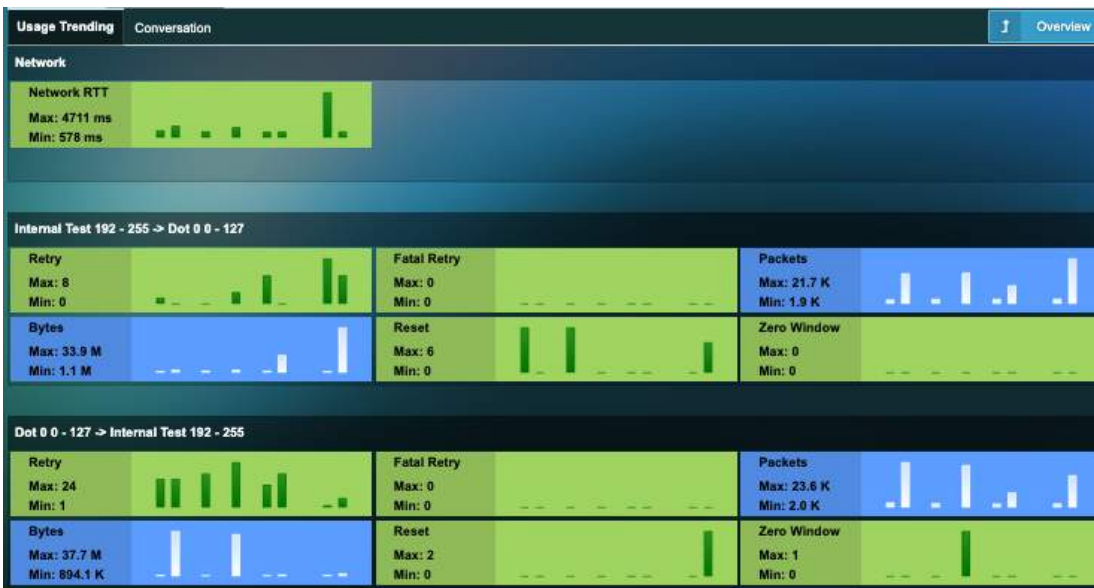 Usage Trending Conversation Overview
Network
Network RTT
Max: 4711 ms
Min: 578 ms
Internal Test 192 - 255 -> Dot 0 0 - 127
Retry
Max: 8
Min: 0
Fatal Retry
Max: 0
Min: 0
Packets
Max: 21.7 K
Min: 1.9 K
Bytes
Max: 33.9 M
Min: 1.1 M
Reset
Max: 6
Min: 0
Zero Window
Max: 0
Min: 0
Dot 0 0 - 127 -> Internal Test 192 - 255
Retry
Max: 24
Min: 1
Fatal Retry
Max: 0
Min: 0
Packets
Max: 23.6 K
Min: 2.0 K
Bytes
Max: 37.7 M
Min: 894.1 K
Reset
Max: 2
Min: 0
Zero Window
Max: 1
Min: 0